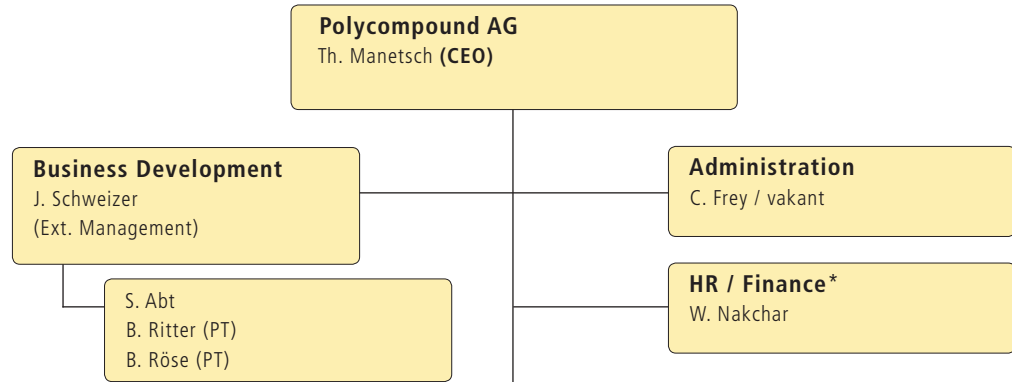 Polycompound AG
Th. Manetsch (CEO)
Business Development
J. Schweizer
(Ext. Management)
S. Abt
B. Ritter (PT)
B. Röse (PT)
Administration
C. Frey / vakant
HR / Finance*
W. Nakchar